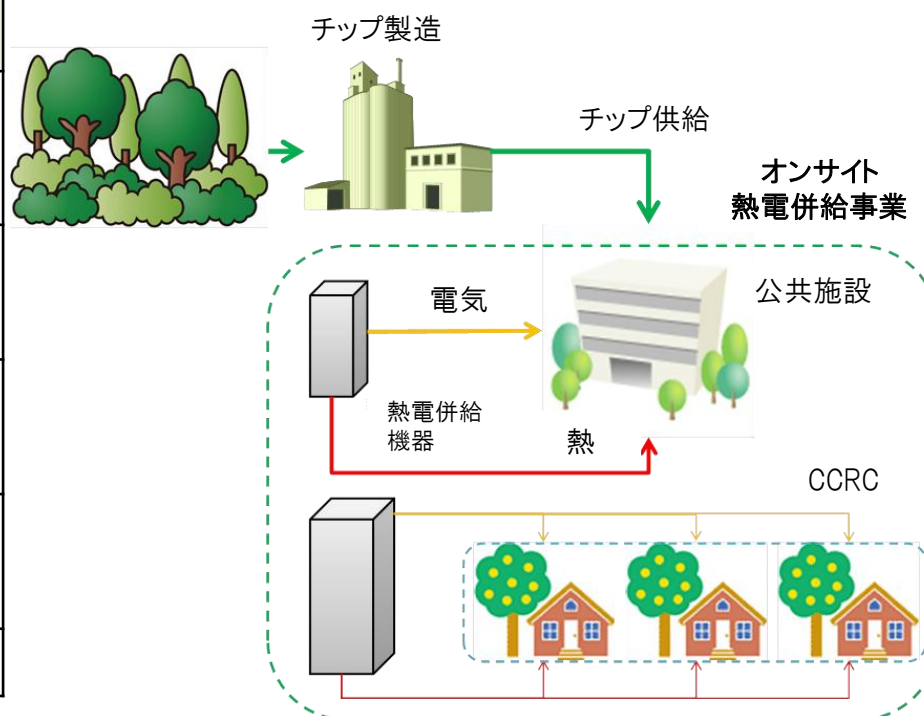 チップ製造
チップ供給
オンサイト
熱電併給事業
公共施設
電気
熱電併給
機器
熱
CCRC